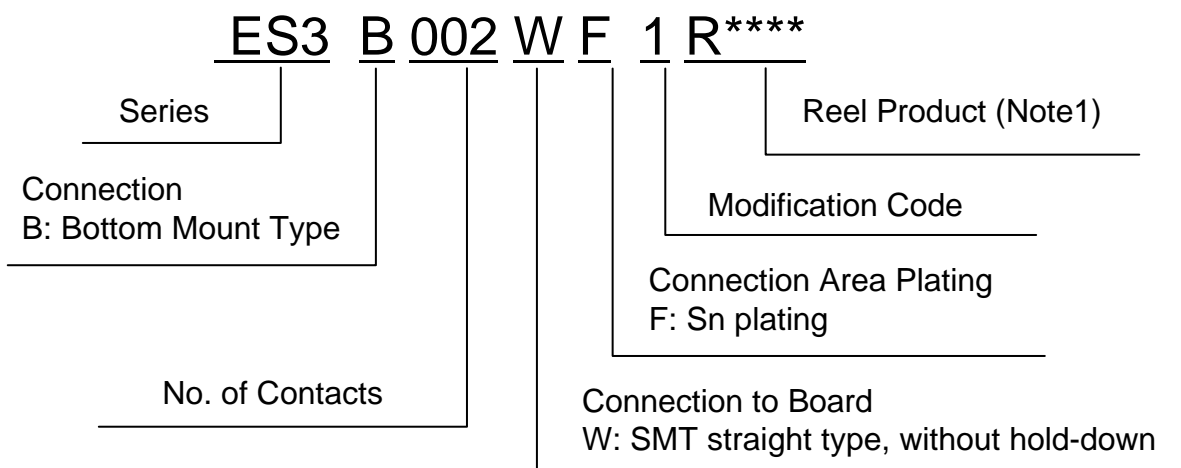 ES3 B 002 W F 1 R****
Series
Reel Product (Note1)
Connection
B: Bottom Mount Type
Modification Code
Connection Area Plating
F: Sn plating
No. of Contacts
Connection to Board
W: SMT straight type, without hold-down